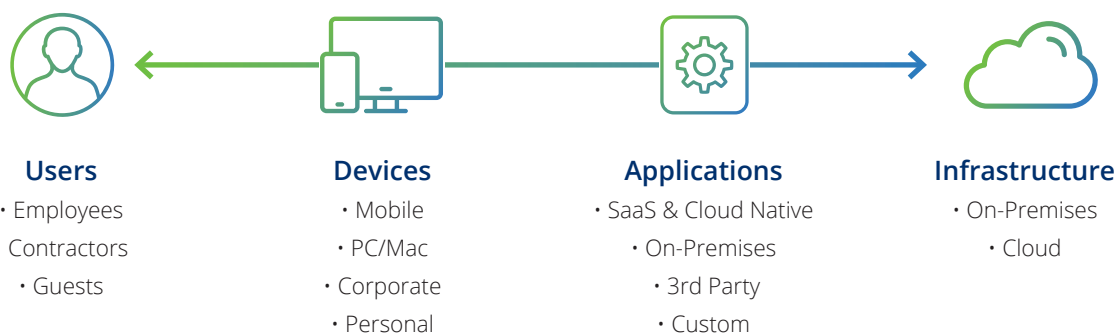 Users
• Employees
Contractors
• Guests
Devices
• Mobile
• PC/Mac
• Corporate
• Personal
Applications
• SaaS & Cloud Native
• On-Premises
• 3rd Party
• Custom
Infrastructure
• On-Premises
• Cloud